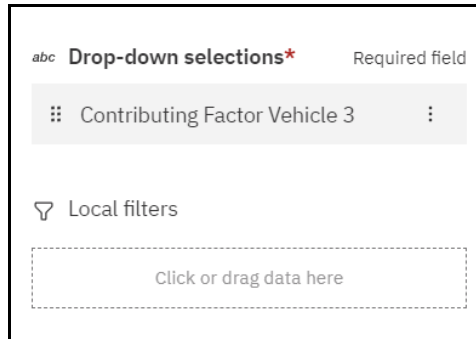 abc Drop-down selections* Required field
Contributing Factor Vehicle 3
Local filters
Click or drag data here